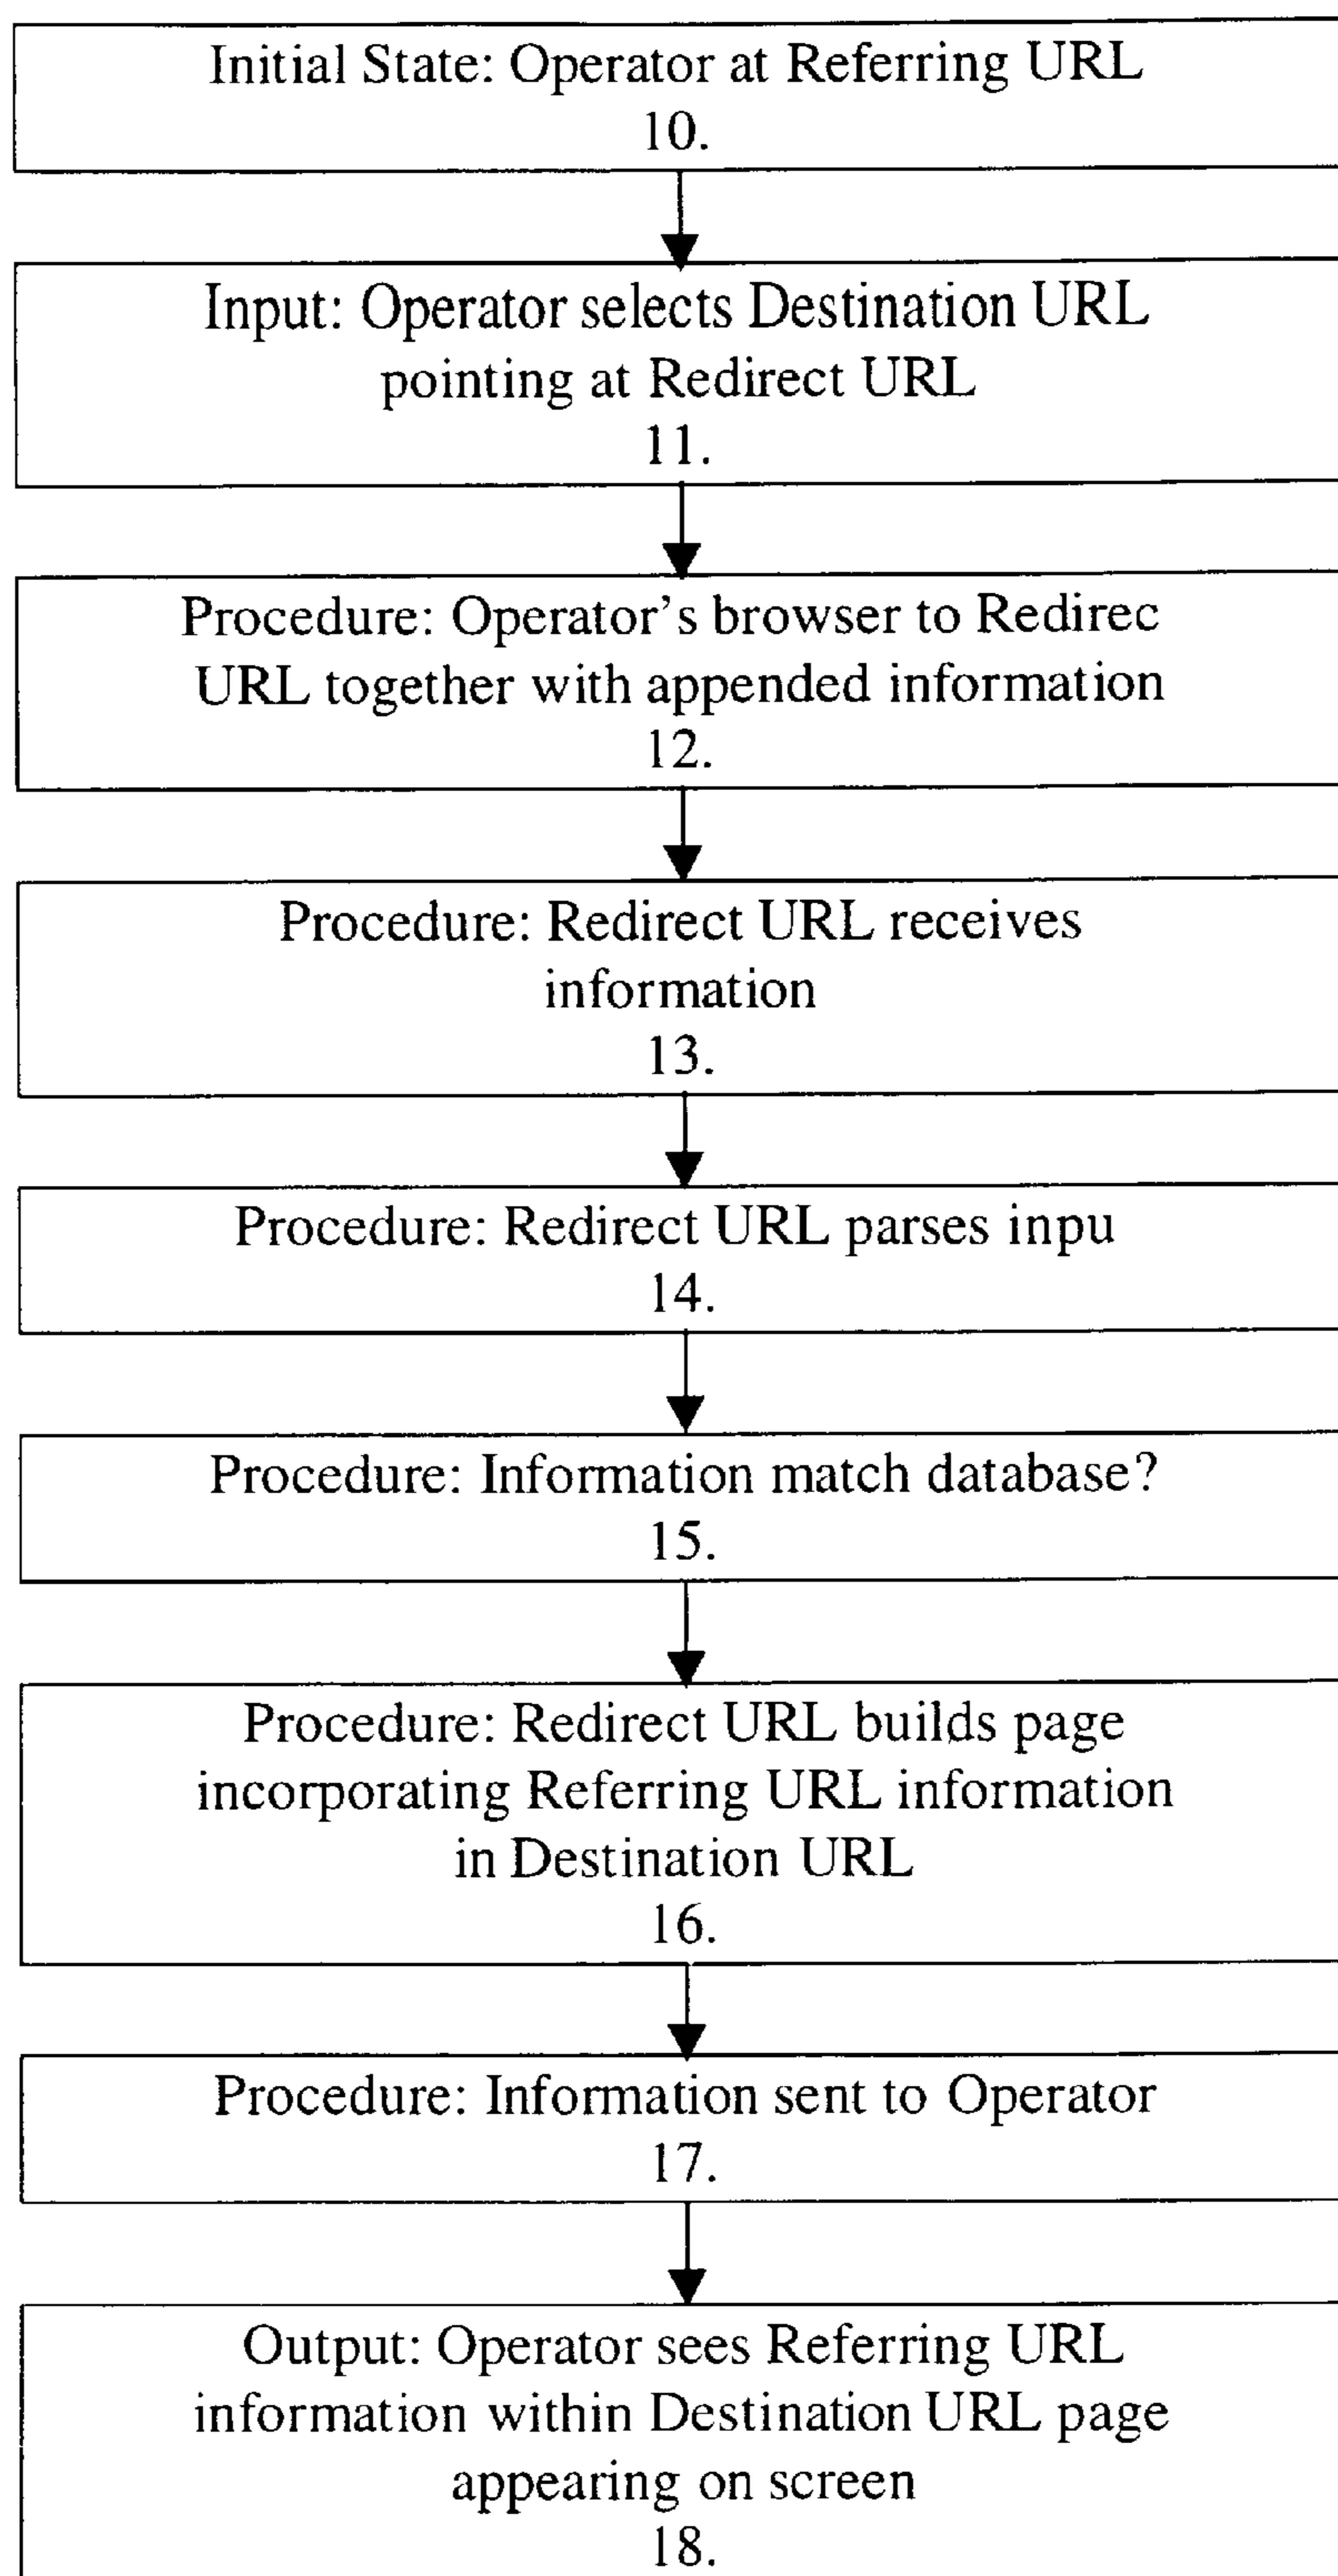 Initial State: Operator at Referring URL
10.
Input: Operator selects Destination URL
pointing at Redirect URL
11.
Procedure: Operator's browser to Redirec
URL together with appended information
12.
Procedure: Redirect URL receives
information
13.
Procedure: Redirect URL parses inpu
14.
Procedure: Information match database?
15.
Procedure: Redirect URL builds page
incorporating Referring URL information
in Destination URL
16.
Procedure: Information sent to Operator
17.
Output: Operator sees Referring URL
information within Destination URL page
appearing on screen
18.